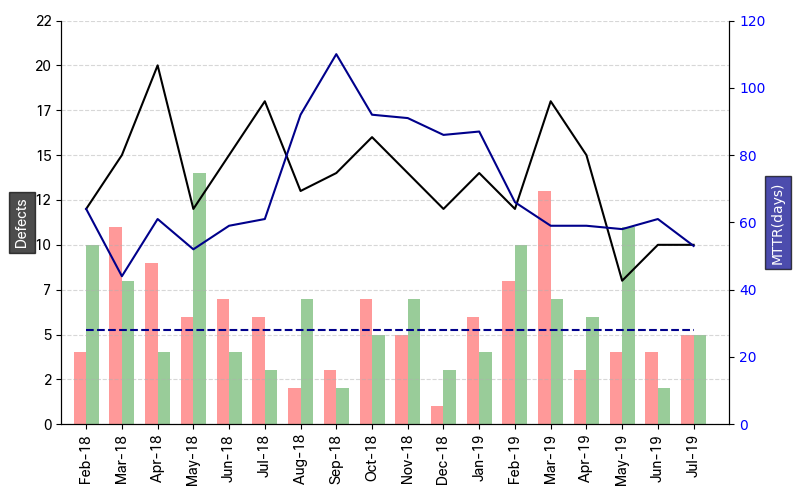 22
20
17
15
12
10
7
5
2
0
Defects
120
100
80
60
40
20
0
MTTR(days)
Feb-18
Mar-18
Apr-18
May-18
Jun-18
Jul-18
Aug-18
Sep-18
Oct-18
Nov-18
Dec-18
Jan-19
Feb-19
Mar-19
Apr-19
May-19
Jun-19
Jul-19